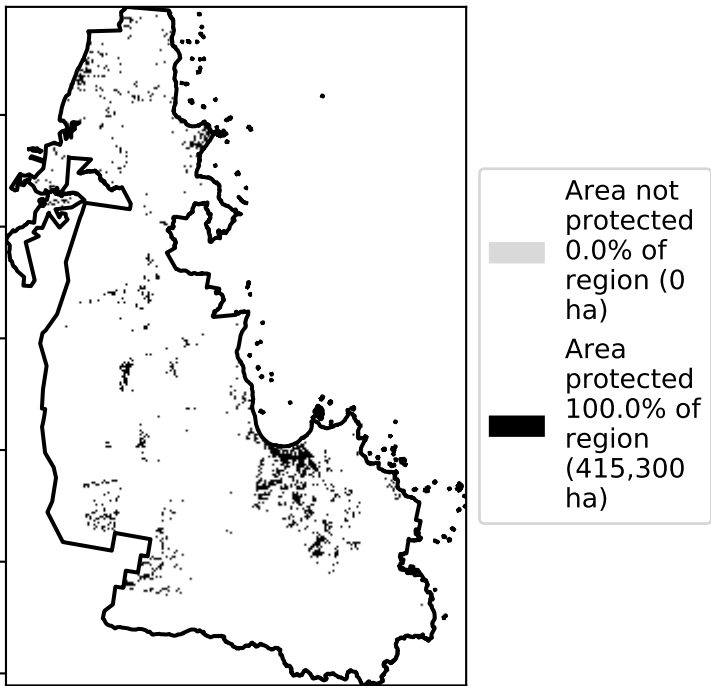 Area not
protected
0.0% of
region (0
ha)
Area
protected
100.0% of
region
(415,300
ha)